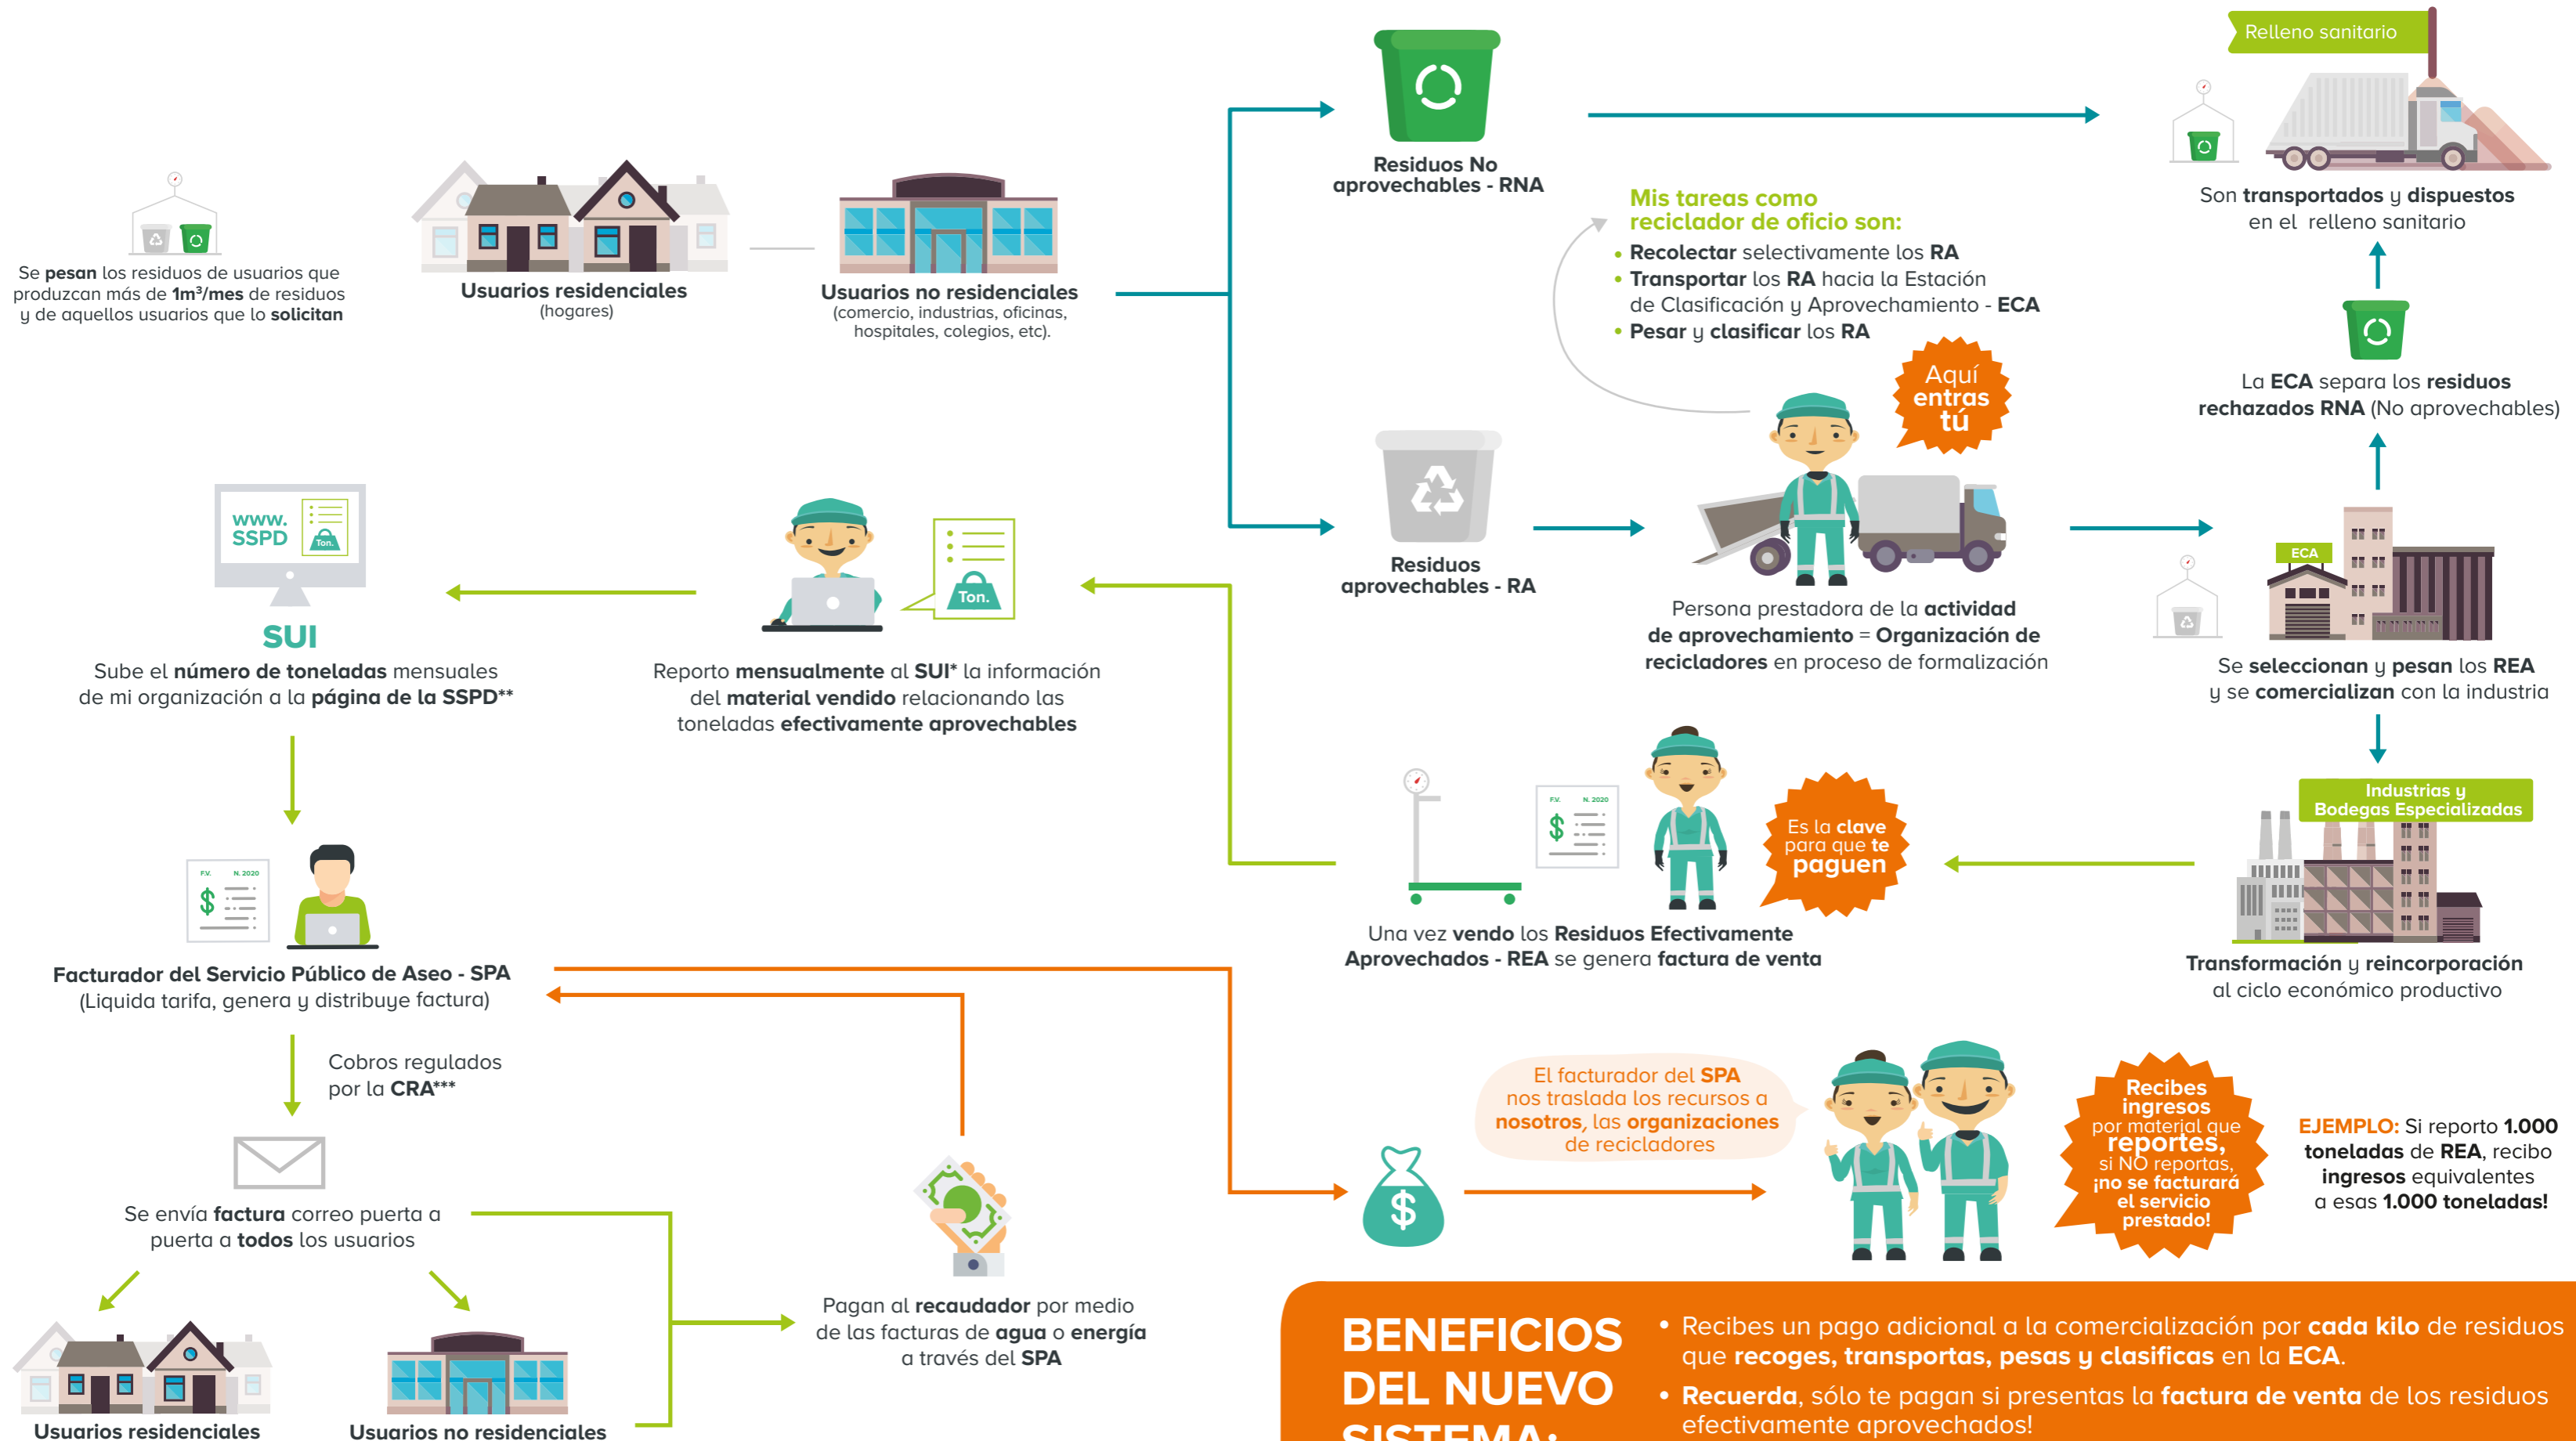 Relleno sanitario
Residuos No
aprovechables - RNA
Son transportados y dispuestos
en el relleno sanitario
Se pesan los residuos de usuarios que
produzcan más de 1m³/mes de residuos
y de aquellos usuarios que lo solicitan
Usuarios residenciales
(hogares)
Usuarios no residenciales
(comercio, industrias, oficinas,
hospitales, colegios, etc).
Mis tareas como
reciclador de oficio son:
• Recolectar selectivamente los RA
• Transportar los RA hacia la Estación
de Clasificación y Aprovechamiento - ECA
• Pesar y clasificar los RA
Aquí
entras
tú
La ECA separa los residuos
rechazados RNA (No aprovechables)
Residuos
aprovechables - RA
Persona prestadora de la actividad
de aprovechamiento = Organización de
recicladores en proceso de formalización
ECA
Se seleccionan y pesan los REA
y se comercializan con la industria
www.
SSPD
Ton.
SUI
Sube el número de toneladas mensuales
de mi organización a la página de la SSPD**
Ton.
Reporto mensualmente al SUI* la información
del material vendido relacionando las
toneladas efectivamente aprovechables
Industrias y
Bodegas Especializadas
Transformación y reincorporación
al ciclo económico productivo
F.V. N. 2020
$
Es la clave
para que te
paguen
Una vez vendo los Residuos Efectivamente
Aprovechados - REA se genera factura de venta
F.V. N. 2020
$
Facturador del Servicio Público de Aseo - SPA
(Liquida tarifa, genera y distribuye factura)
Cobros regulados
por la CRA***
Se envía factura correo puerta a
puerta a todos los usuarios
Usuarios residenciales
Usuarios no residenciales
Pagan al recaudador por medio
de las facturas de agua o energía
a través del SPA
$
El facturador del SPA
nos traslada los recursos a
nosotros, las organizaciones
de recicladores
Recibes
ingresos
por material que
reportes,
si NO reportas,
¡no se facturará
el servicio
prestado!
EJEMPLO: Si reporto 1.000
toneladas de REA, recibo
ingresos equivalentes
a esas 1.000 toneladas!
BENEFICIOS
DEL NUEVO
SISTEMA:
• Recibes un pago adicional a la comercialización por cada kilo de residuos
que recoges, transportas, pesas y clasificas en la ECA.
• Recuerda, sólo te pagan si presentas la factura de venta de los residuos
efectivamente aprovechados!